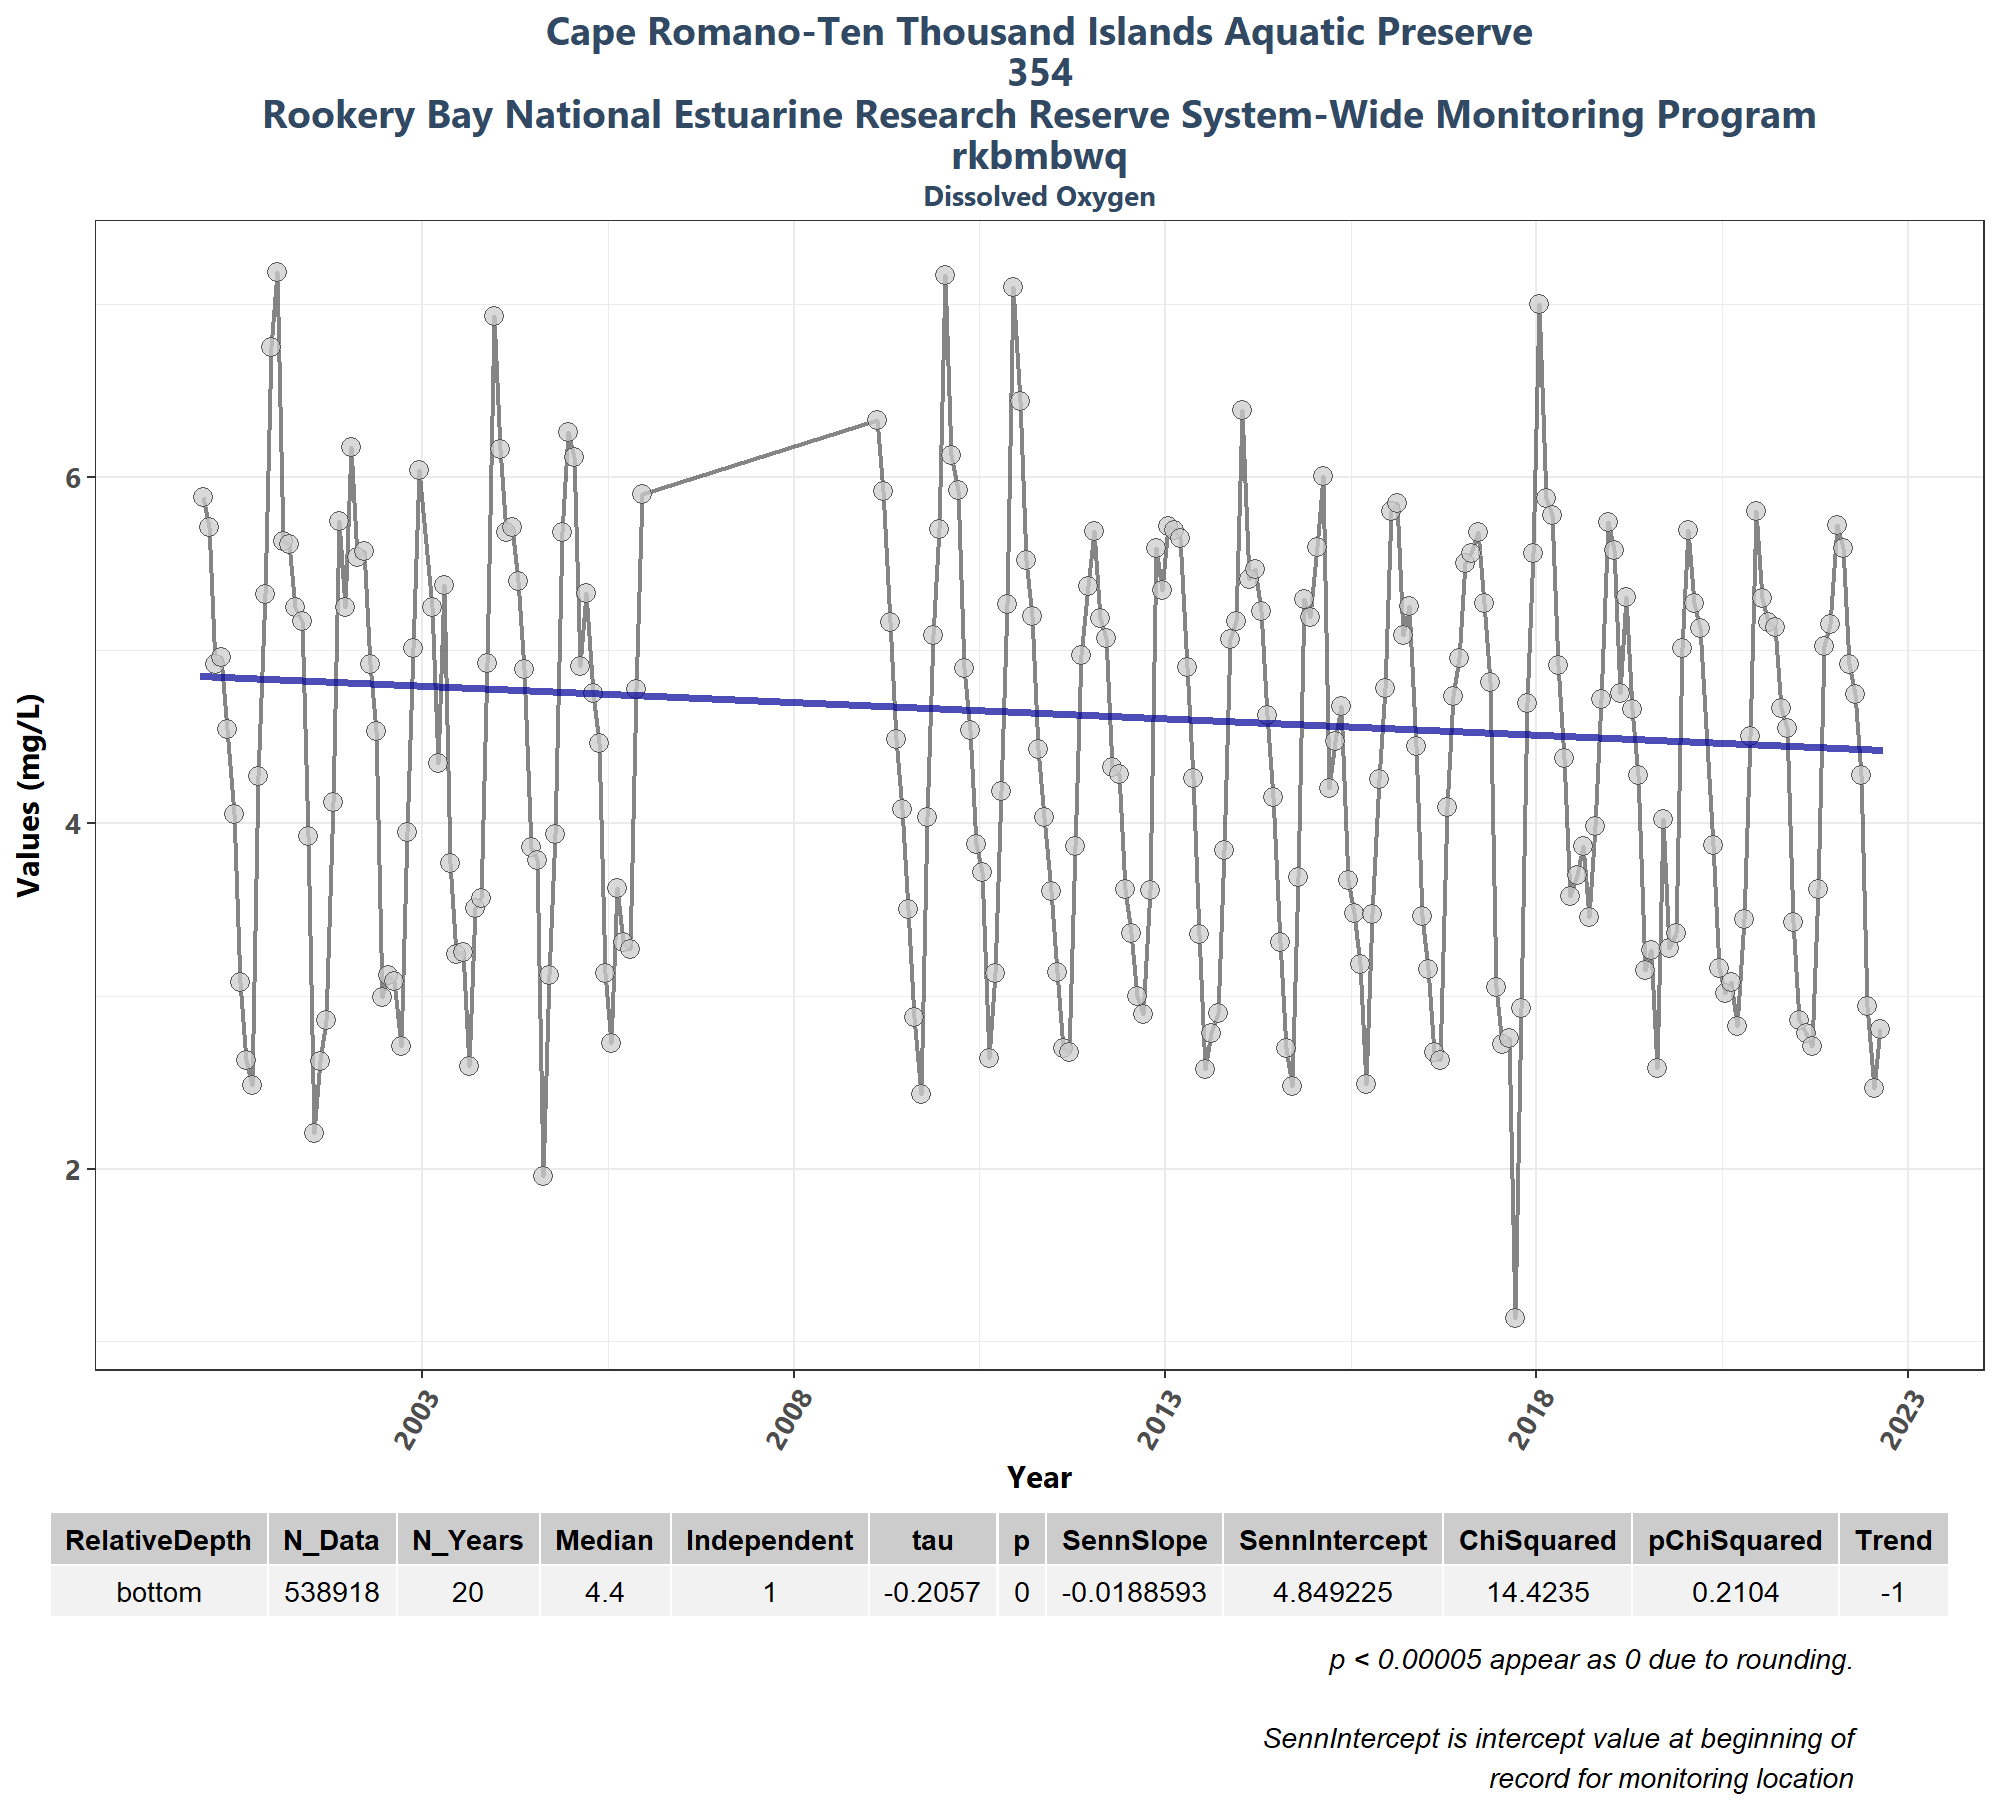 Cape Romano-Ten Thousand Islands Aquatic Preserve
354
Rookery Bay National Estuarine Research Reserve System-Wide Monitoring Program
rkbmbwq
Dissolved Oxygen
Values (mg/L)
6
4
2
2003
2008
2013
2018
2023
Year
RelativeDepth N_Data N_Years Median Independent tau p SennSlope SennIntercept ChiSquared pChiSquared Trend
bottom 538918 20 4.4 1 -0.2057 0 -0.0188593 4.849225 14.4235 0.2104 -1
p < 0.00005 appear as 0 due to rounding.
SennIntercept is intercept value at beginning of
record for monitoring location